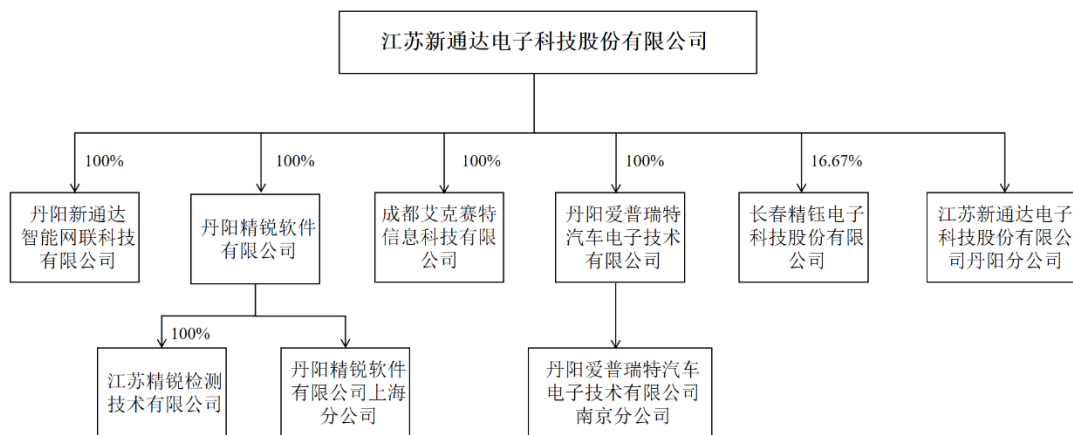 江苏新通达电子科技股份有限公司
100%
100%
100%
100%
16.67%
丹阳新通达
智能网联科技
有限公司
丹阳精锐软件
有限公司
成都艾克赛特
信息科技有限
公司
丹阳爱普瑞特
汽车电子技术
有限公司
长春精钰电子
科技股份有限
公司
江苏新通达电子
科技股份有限公
司丹阳分公司
100%
江苏精锐检测
技术有限公司
丹阳精锐软件
有限公司上海
分公司
丹阳爱普瑞特汽车
电子技术有限公司
南京分公司